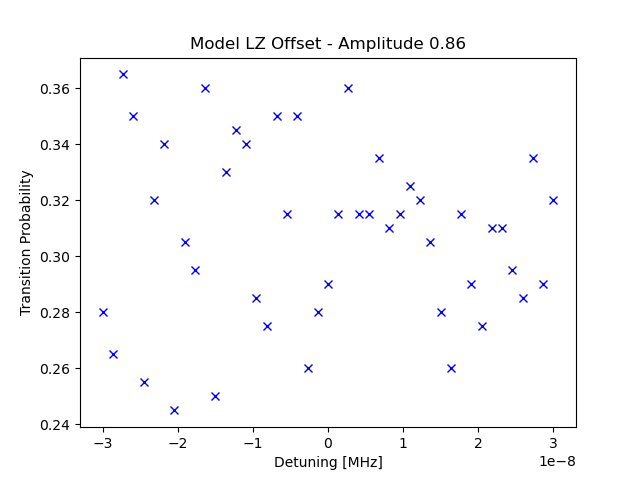 Model LZ Offset - Amplitude 0.86
Transition Probability
0.36
0.34
0.32
0.30
0.28
0.26
0.24
−3 −2 −1 0 1 2 3
1e−8
Detuning [MHz]